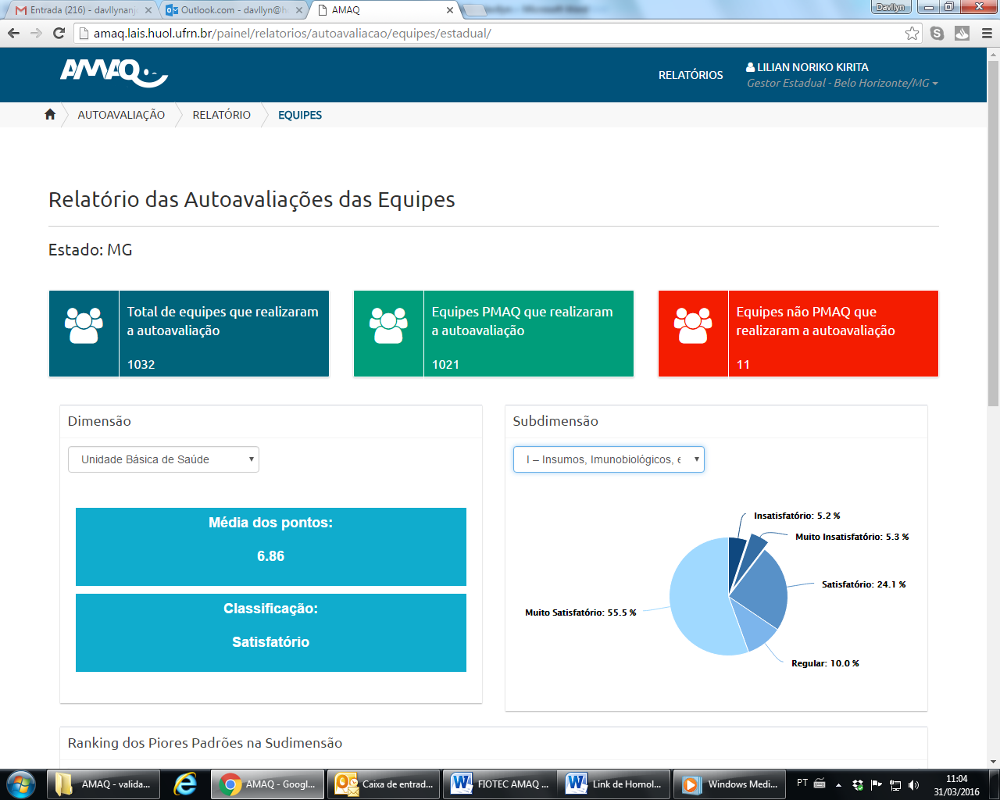 Entrada (216) - davllynanj
Outlook.com - davllyn@h
AMAQ
Davllyn
amaq.lais.huol.ufrn.br/painel/relatorios/autoavaliacao/equipes/estadual/
AMAQ
RELATÓRIOS
LILIAN NORIKO KIRITA
Gestor Estadual - Belo Horizonte/MG
AUTOAVALIAÇÃO
RELATÓRIO
EQUIPES
Relatório das Autoavaliações das Equipes
Estado: MG
Total de equipes que realizaram
a autoavaliação
1032
Equipes PMAQ que realizaram
a autoavaliação
1021
Equipes não PMAQ que
realizaram a autoavaliação
11
Dimensão
Unidade Básica de Saúde
Média dos pontos:
6.86
Classificação:
Satisfatório
Subdimensão
I – Insumos, Imunobiológicos, e
Insatisfatório: 5.2 %
Muito Insatisfatório: 5.3 %
Satisfatório: 24.1 %
Muito Satisfatório: 55.5 %
Regular: 10.0 %
Ranking dos Piores Padrões na Sudimensão
AMAQ - valida...
AMAQ - Googl...
Caixa de entrad...
FIOTEC AMAQ ...
Link de Homol...
Windows Medi...
PT
11:04
31/03/2016